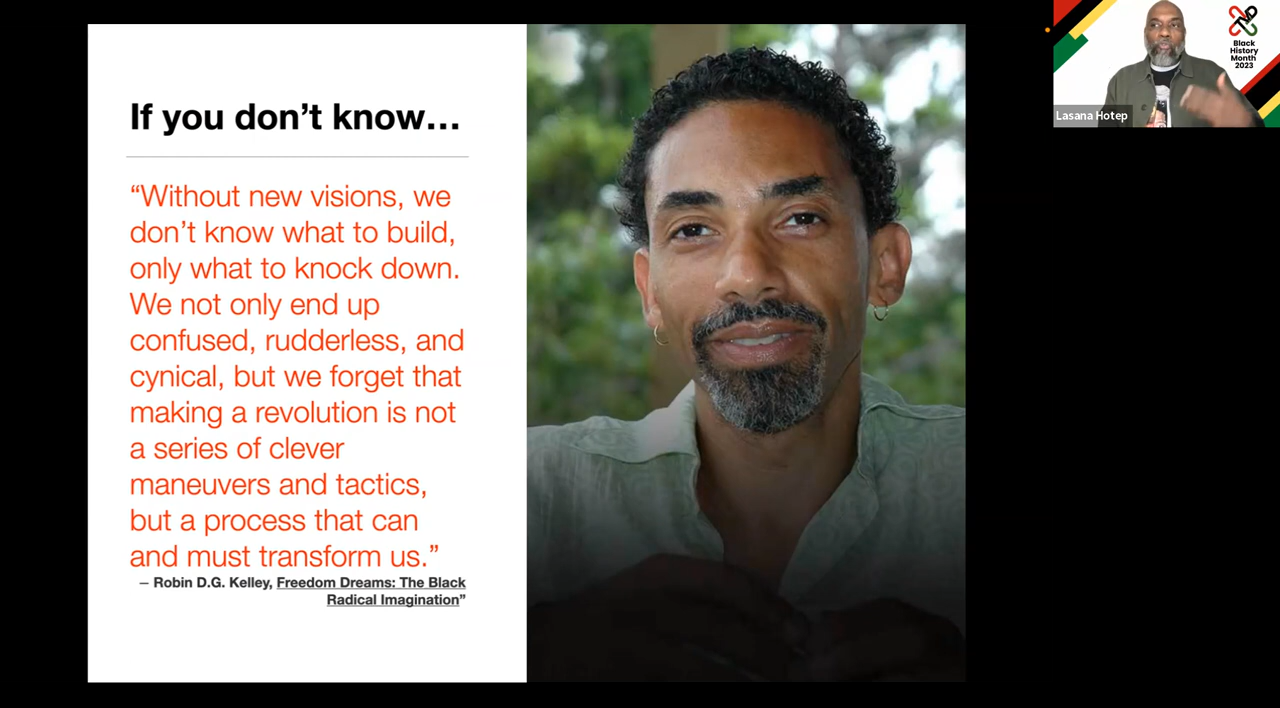 If you don’t know…
“Without new visions, we
don’t know what to build,
only what to knock down.
We not only end up
confused, rudderless, and
cynical, but we forget that
making a revolution is not
a series of clever
maneuvers and tactics,
but a process that can
and must transform us.”
– Robin D.G. Kelley, Freedom Dreams: The Black
Radical Imagination”
Black
History
Month
2023
Lasana Hotep